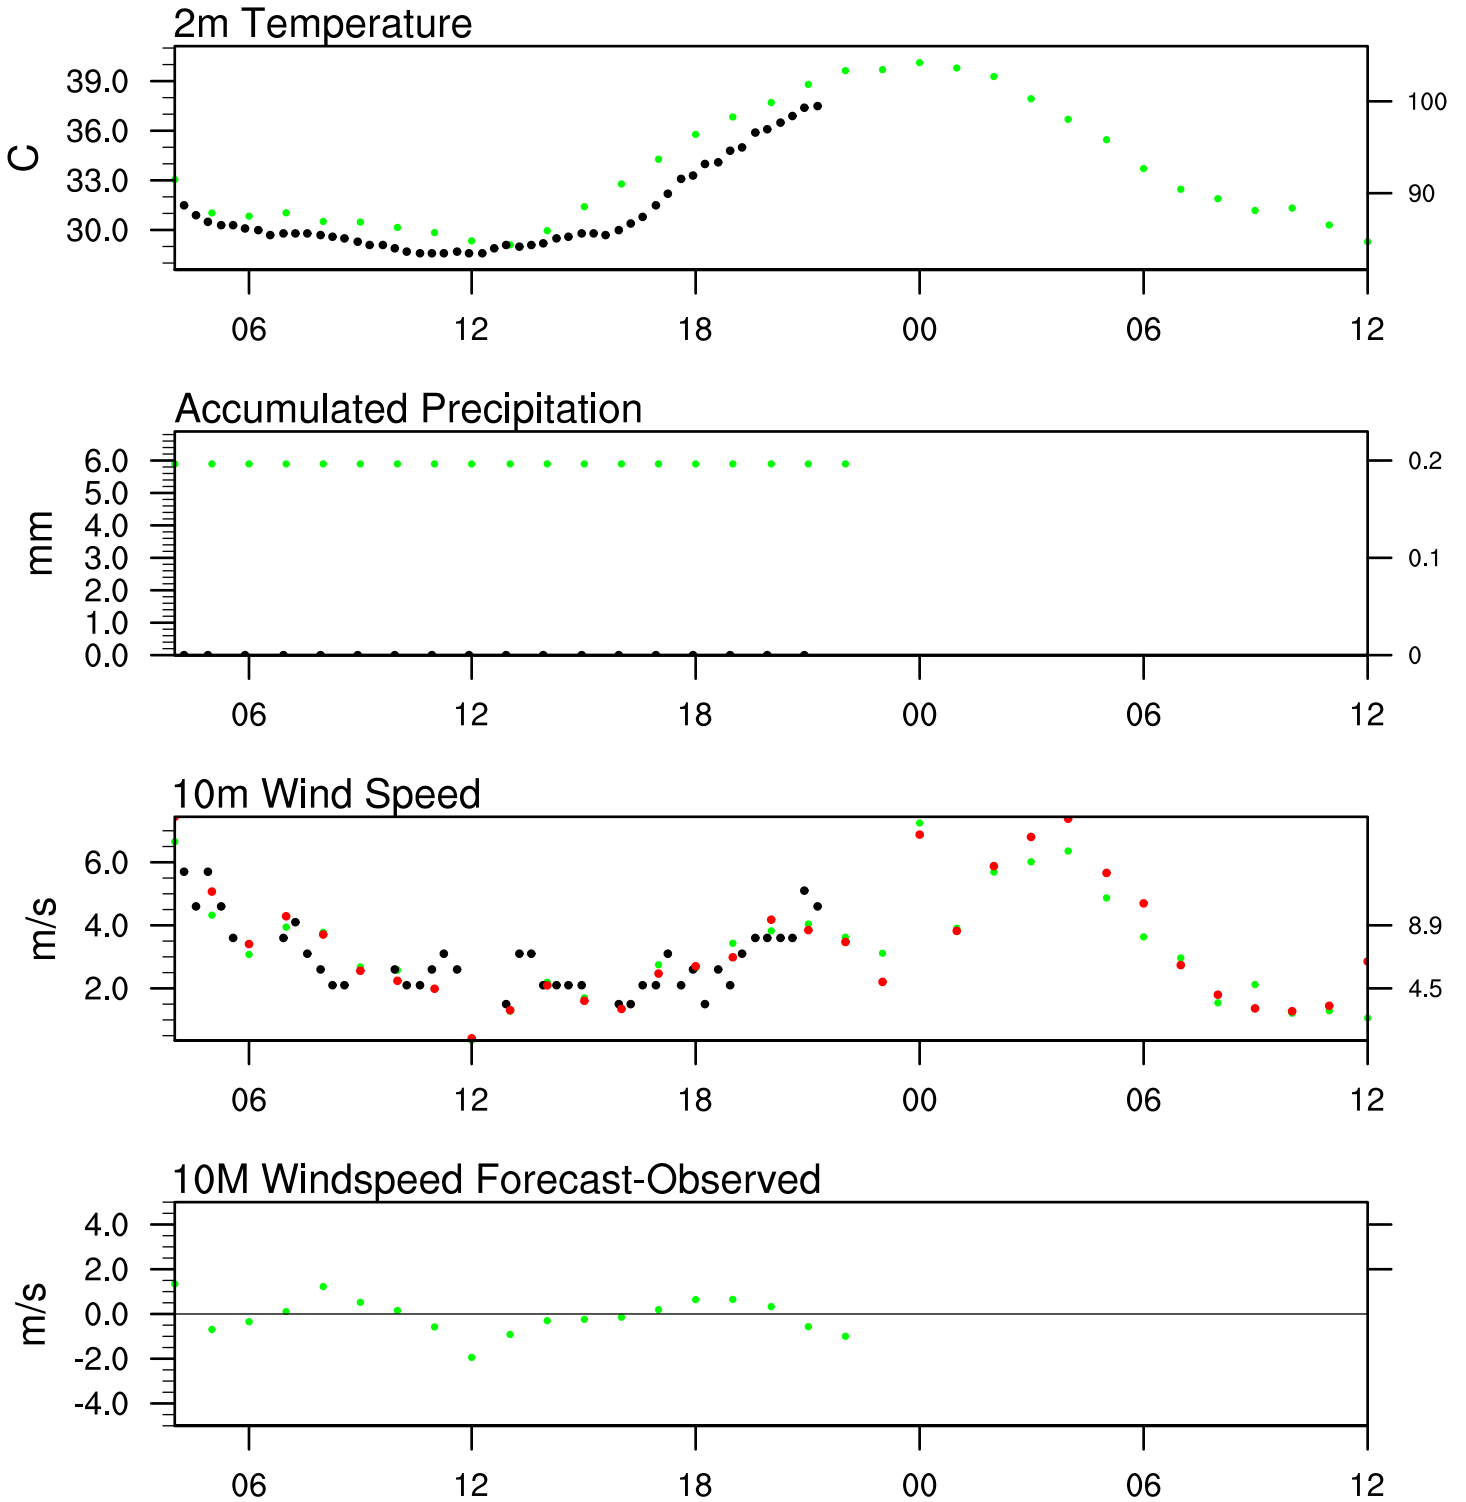 2m Temperature
39.0
36.0
33.0
30.0
C
100
90
06 12 18 00 06 12
Accumulated Precipitation
6.0
5.0
4.0
3.0
2.0
1.0
0.0
mm
0.2
0.1
0
06 12 18 00 06 12
10m Wind Speed
6.0
4.0
2.0
m/s
8.9
4.5
06 12 18 00 06 12
10M Windspeed Forecast-Observed
4.0
2.0
0.0
-2.0
-4.0
m/s
06 12 18 00 06 12